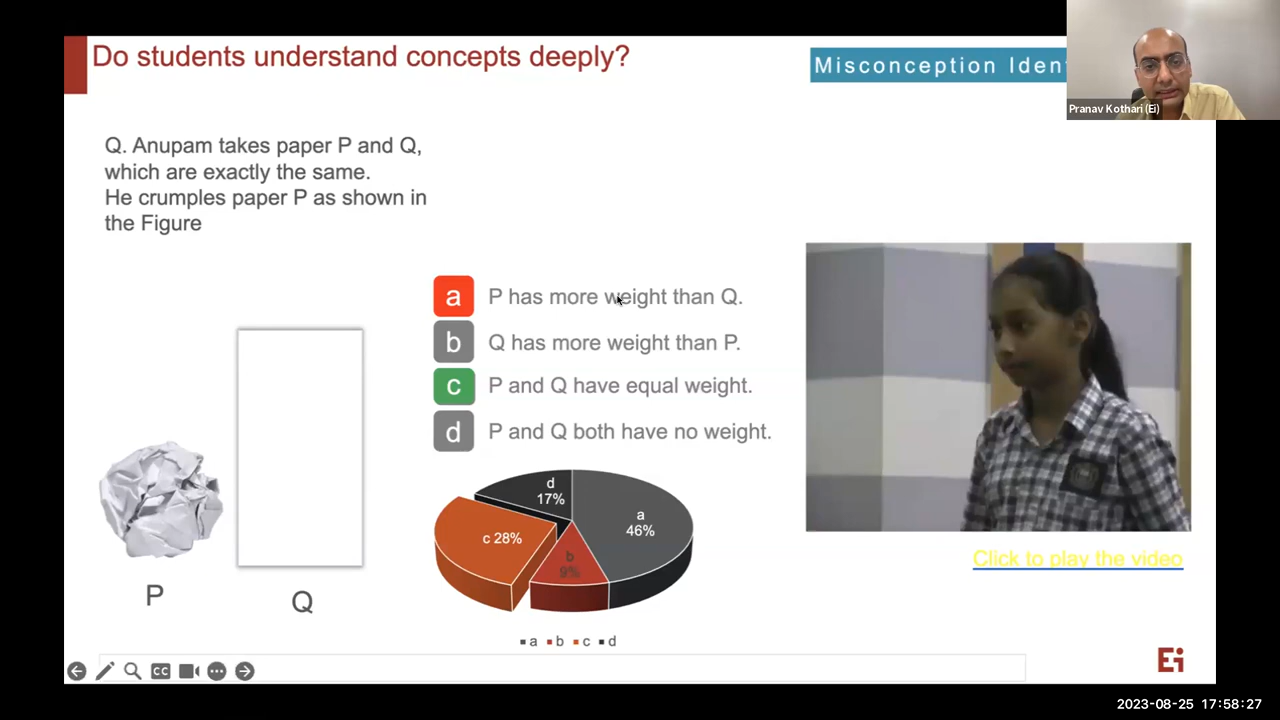 Do students understand concepts deeply?
Misconception Iden
Pranav Kothari (Ei)
Q. Anupam takes paper P and Q,
which are exactly the same.
He crumples paper P as shown in
the Figure
a P has more weight than Q.
b Q has more weight than P.
c P and Q have equal weight.
d P and Q both have no weight.
d
17%
a
46%
c 28%
b
9%
P
Q
Click to play the video
a b c d
CC
Ei
2023-08-25 17:58:27